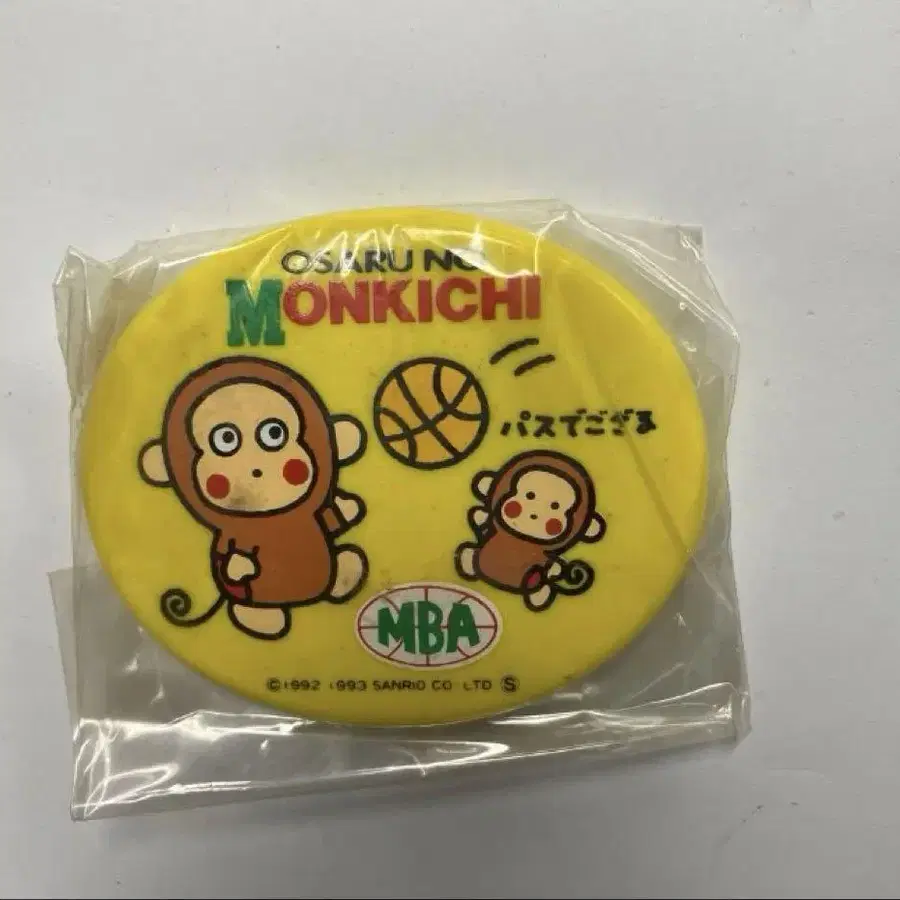 OSARU NO
MONKICHI
パスでござる
MBA
©1992 1993 SANRIO CO. LTD Ⓢ